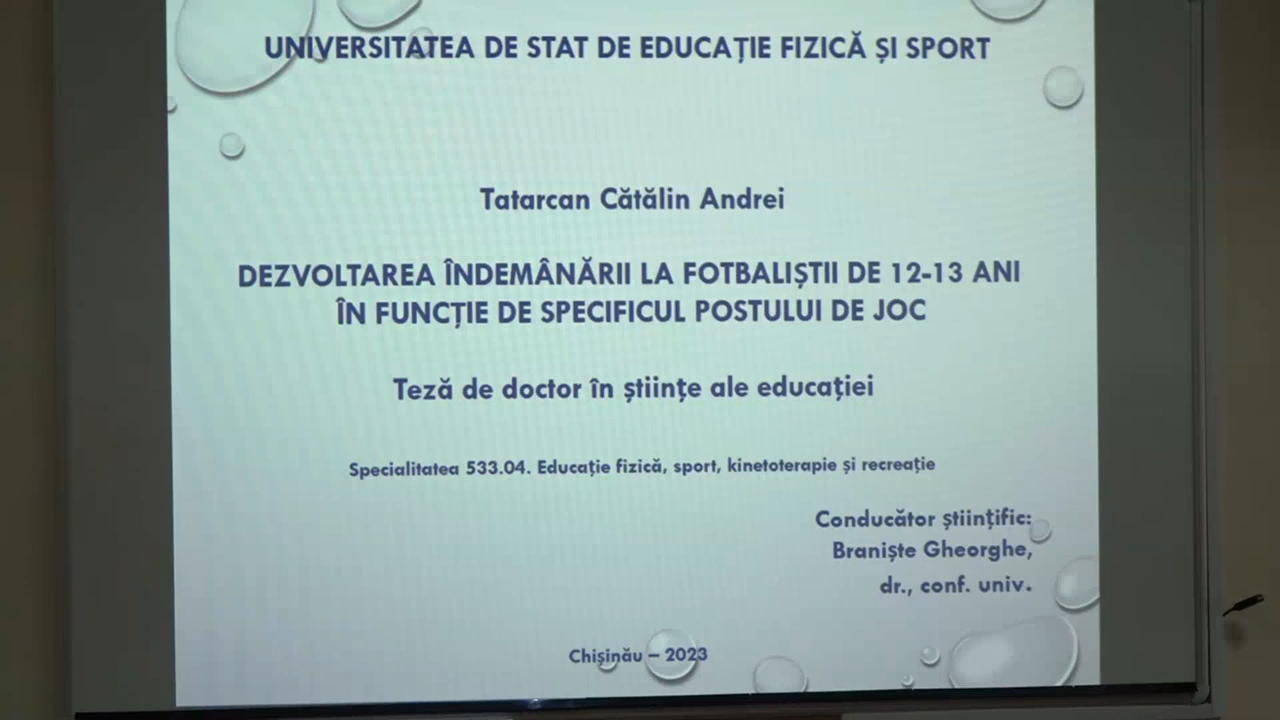 UNIVERSITATEA DE STAT DE EDUCAȚIE FIZICĂ ȘI SPORT
Tatarcan Cătălin Andrei
DEZVOLTAREA ÎNDEMÂNĂRII LA FOTBALIȘTII DE 12-13 ANI
ÎN FUNCȚIE DE SPECIFICUL POSTULUI DE JOC
Teză de doctor în științe ale educației
Specialitatea 533.04. Educație fizică, sport, kinetoterapie și recreație
Conducător științific:
Braniște Gheorghe,
dr., conf. univ.
Chișinău – 2023